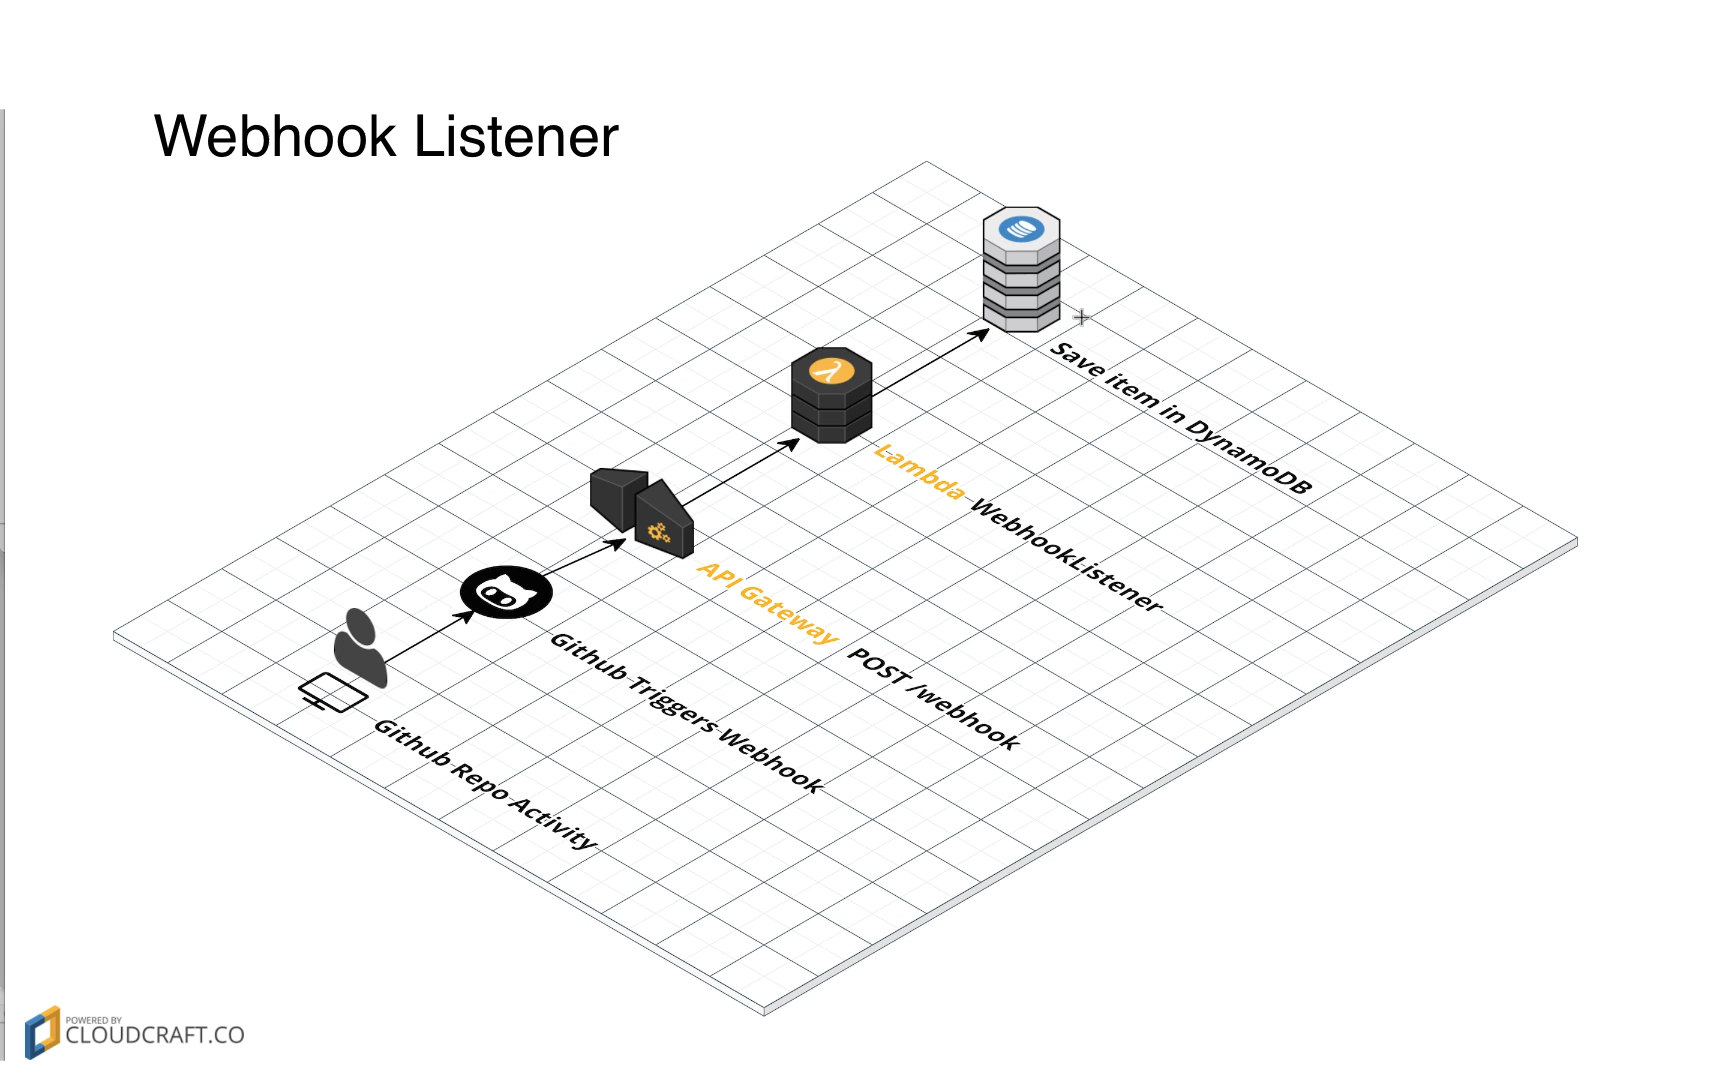 Webhook Listener
Save item in DynamoDB
Lambda WebhookListener
API Gateway POST /webhook
Github Triggers Webhook
Github Repo Activity
POWERED BY
CLOUDCRAFT.CO